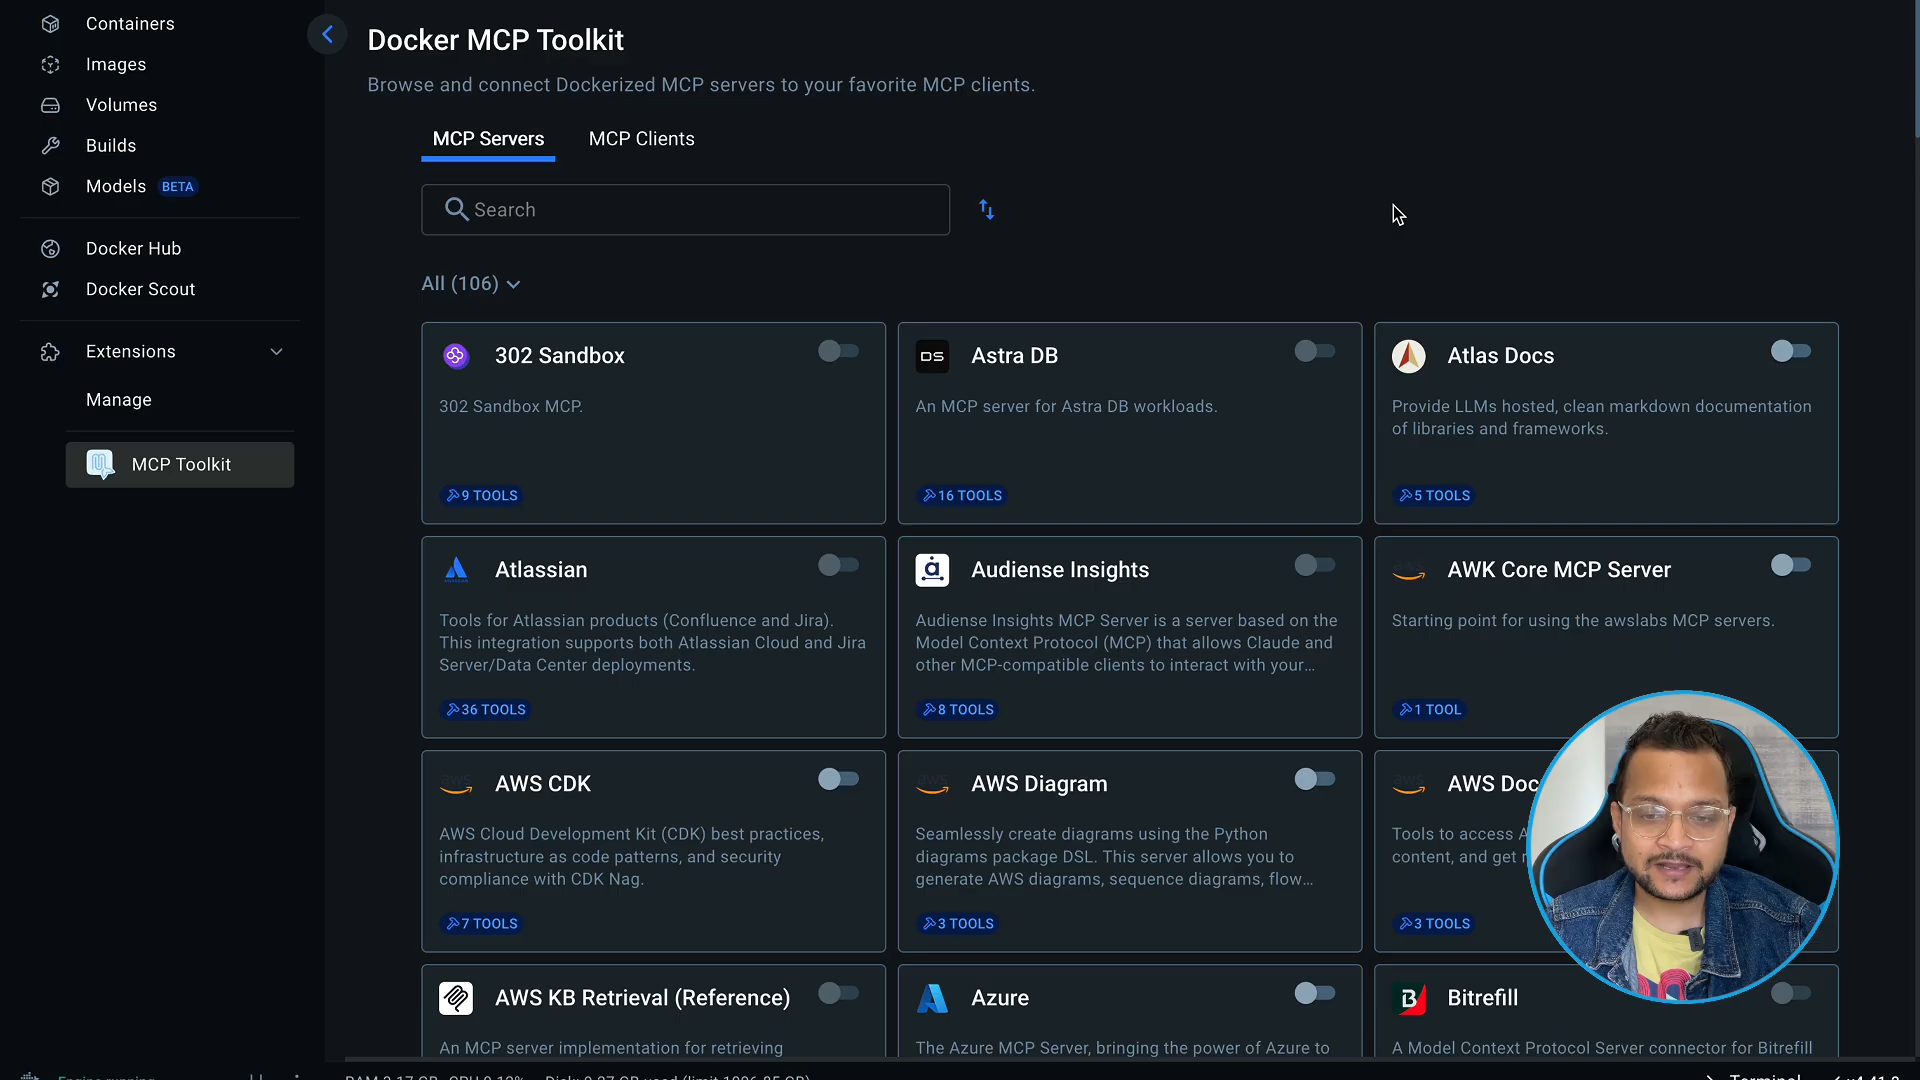 Containers
Images
Volumes
Builds
Models BETA
Docker Hub
Docker Scout
Extensions
Manage
MCP Toolkit
Docker MCP Toolkit
Browse and connect Dockerized MCP servers to your favorite MCP clients.
MCP Servers MCP Clients
Search
All (106)
302 Sandbox
302 Sandbox MCP.
9 TOOLS
Astra DB
An MCP server for Astra DB workloads.
16 TOOLS
Atlas Docs
Provide LLMs hosted, clean markdown documentation
of libraries and frameworks.
5 TOOLS
Atlassian
Tools for Atlassian products (Confluence and Jira).
This integration supports both Atlassian Cloud and Jira
Server/Data Center deployments.
36 TOOLS
Audiense Insights
Audiense Insights MCP Server is a server based on the
Model Context Protocol (MCP) that allows Claude and
other MCP-compatible clients to interact with your...
8 TOOLS
AWK Core MCP Server
Starting point for using the awslabs MCP servers.
1 TOOL
AWS CDK
AWS Cloud Development Kit (CDK) best practices,
infrastructure as code patterns, and security
compliance with CDK Nag.
7 TOOLS
AWS Diagram
Seamlessly create diagrams using the Python
diagrams package DSL. This server allows you to
generate AWS diagrams, sequence diagrams, flow...
3 TOOLS
AWS Doc
Tools to access
content, and get
3 TOOLS
AWS KB Retrieval (Reference)
An MCP server implementation for retrieving
Azure
The Azure MCP Server, bringing the power of Azure to
Bitrefill
A Model Context Protocol Server connector for Bitrefill